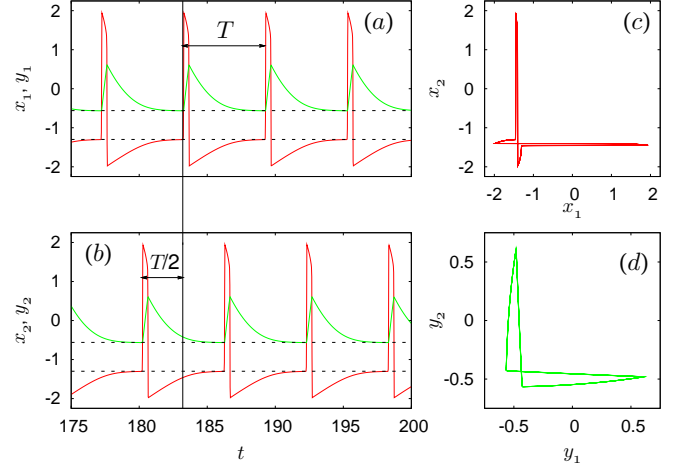 (a)
T
2
1
0
-1
-2
x₁, y₁
(c)
2
1
0
-1
-2
x₂
-2 -1 0 1 2
x₁
(b)
T/2
2
1
0
-1
-2
x₂, y₂
175 180 185 190 195 200
t
(d)
0.5
0
-0.5
y₂
-0.5 0 0.5
y₁